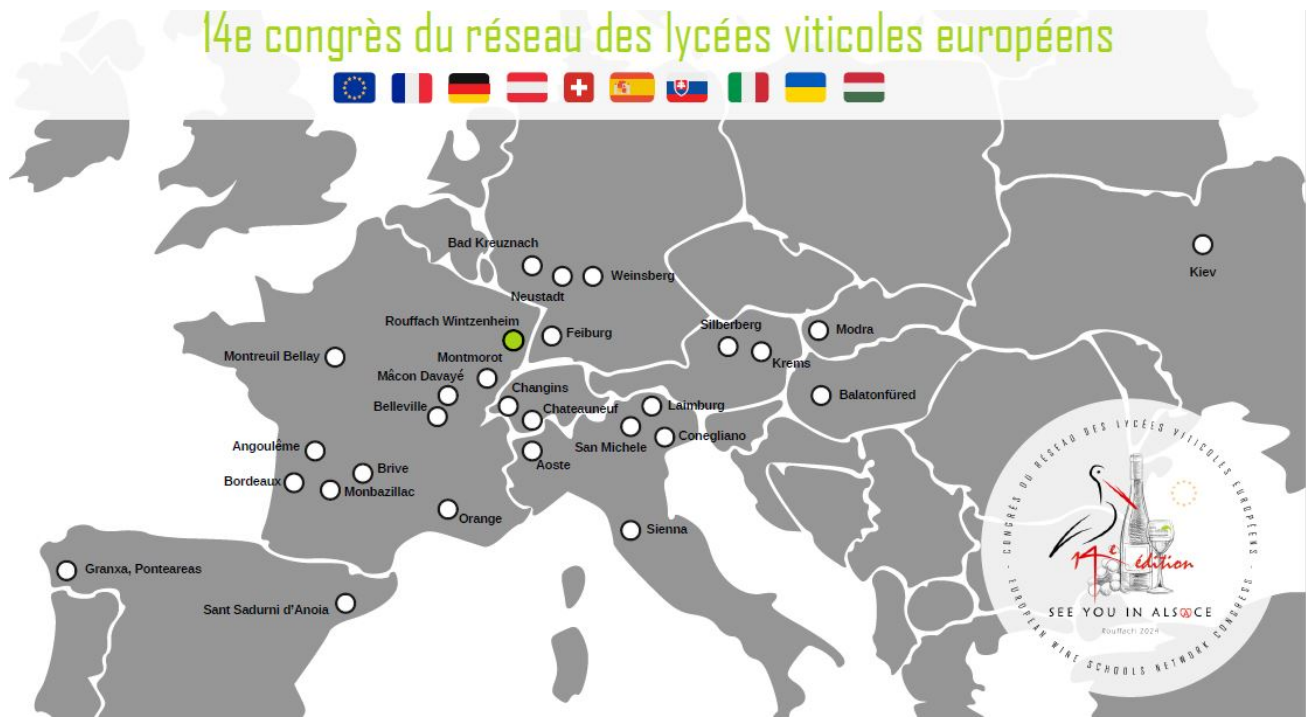 14e congrès du réseau des lycées viticoles européens
Bad Kreuznach
Kiev
Weinsberg
Neustadt
Rouffach Wintzenheim
Silberberg
Modra
Feiburg
Montreuil Bellay
Montmorot
Krems
Mâcon Davayé
Changins
Balatonfüred
Belleville
Chateauneuf
Laimburg
Conegliano
San Michele
Angoulême
Aoste
Brive
Bordeaux
Monbazillac
Orange
Sienna
Granxa, Ponteareas
Sant Sadurni d'Anoia
- CONGRÈS DU RÉSEAU DES LYCÉES VITICOLES EUROPÉENS -
14e édition
SEE YOU IN ALSACE
Rouffach 2024
EUROPEAN WINE SCHOOLS NETWORK CONGRESS